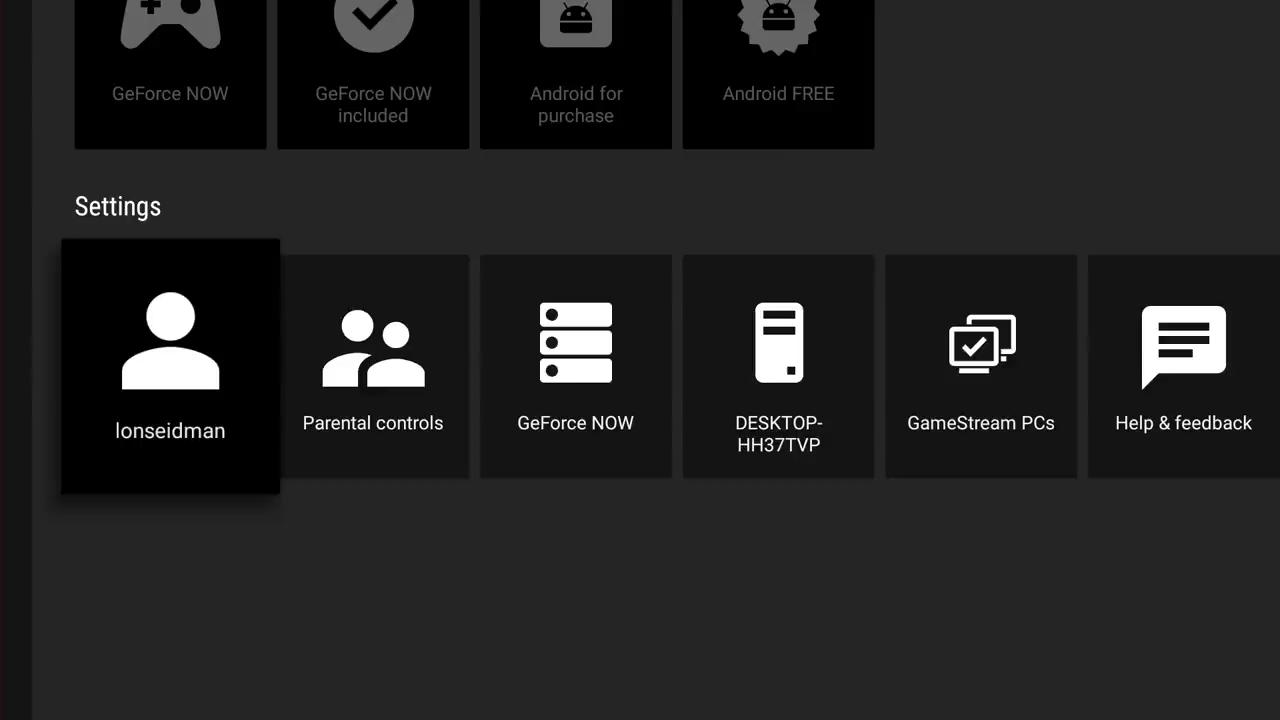 GeForce NOW
GeForce NOW
included
Android for
purchase
Android FREE
Settings
lonseidman
Parental controls
GeForce NOW
DESKTOP-
HH37TVP
GameStream PCs
Help & feedback